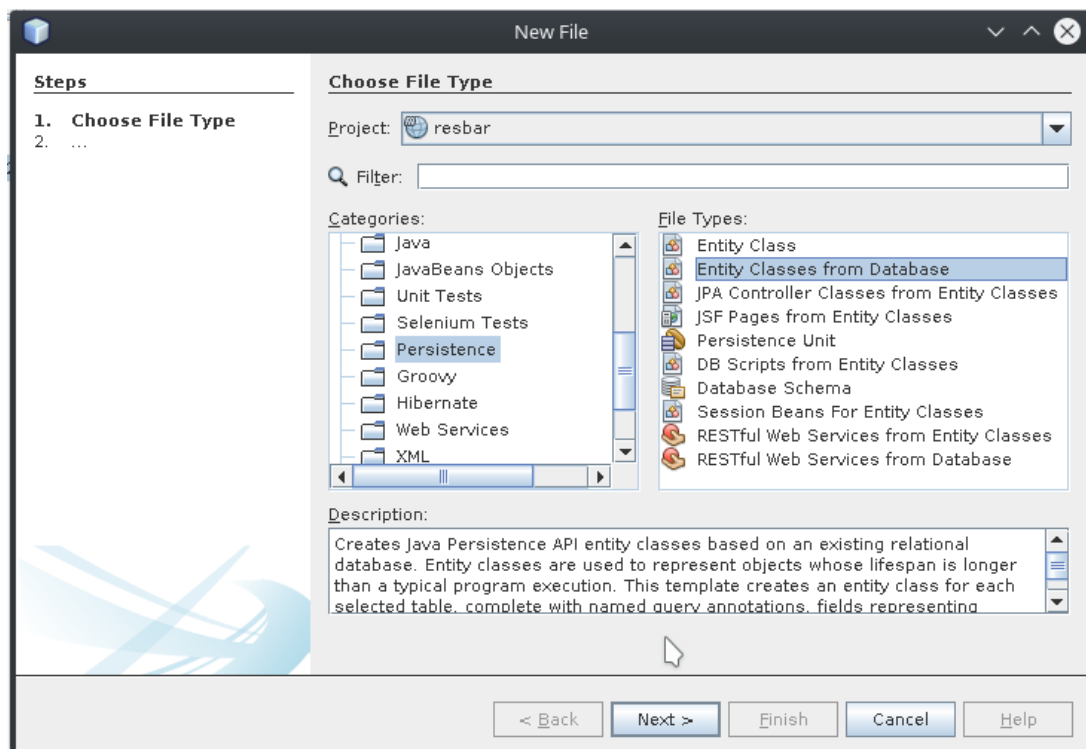 New File
Steps
1. Choose File Type
2. ...
Choose File Type
Project: resbar
Filter:
Categories:
Java
JavaBeans Objects
Unit Tests
Selenium Tests
Persistence
Groovy
Hibernate
Web Services
XML
File Types:
Entity Class
Entity Classes from Database
JPA Controller Classes from Entity Classes
JSF Pages from Entity Classes
Persistence Unit
DB Scripts from Entity Classes
Database Schema
Session Beans For Entity Classes
RESTful Web Services from Entity Classes
RESTful Web Services from Database
Description:
Creates Java Persistence API entity classes based on an existing relational
database. Entity classes are used to represent objects whose lifespan is longer
than a typical program execution. This template creates an entity class for each
selected table, complete with named query annotations, fields representing
< Back Next > Finish Cancel Help